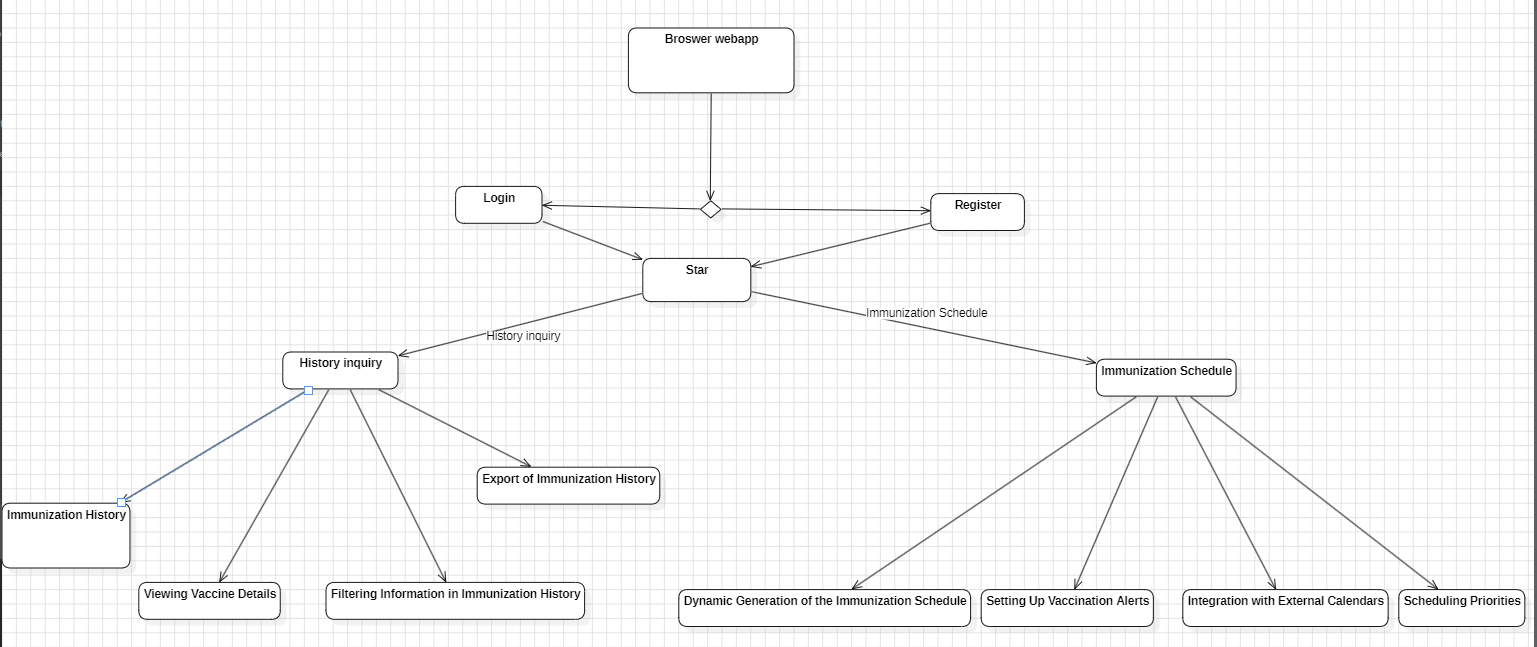 Broswer webapp
Login
Register
Star
Immunization Schedule
History inquiry
History inquiry
Immunization Schedule
Export of Immunization History
Immunization History
Viewing Vaccine Details
Filtering Information in Immunization History
Dynamic Generation of the Immunization Schedule
Setting Up Vaccination Alerts
Integration with External Calendars
Scheduling Priorities